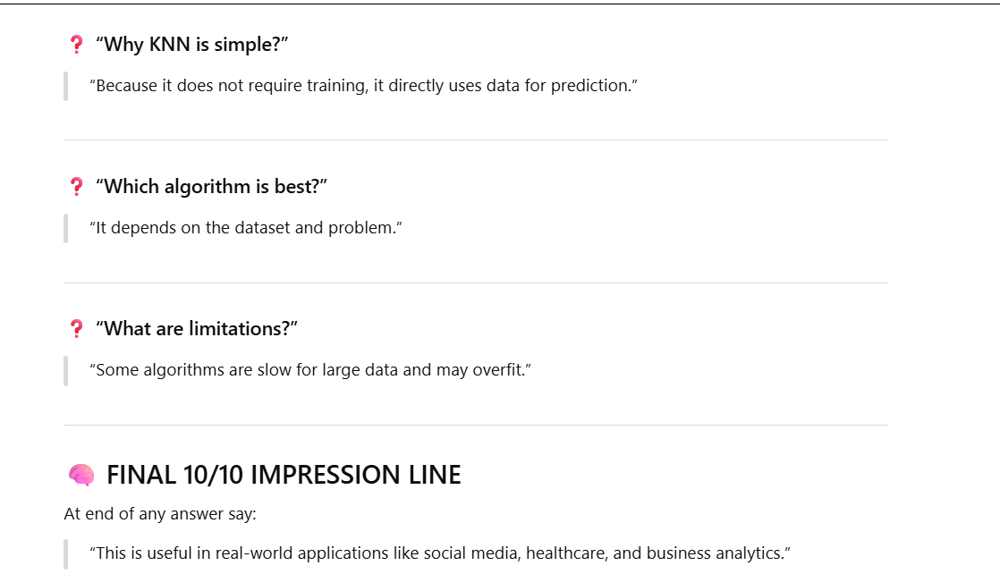 ❓ “Why KNN is simple?”
“Because it does not require training, it directly uses data for prediction.”
❓ “Which algorithm is best?”
“It depends on the dataset and problem.”
❓ “What are limitations?”
“Some algorithms are slow for large data and may overfit.”
🧠 FINAL 10/10 IMPRESSION LINE
At end of any answer say:
“This is useful in real-world applications like social media, healthcare, and business analytics.”